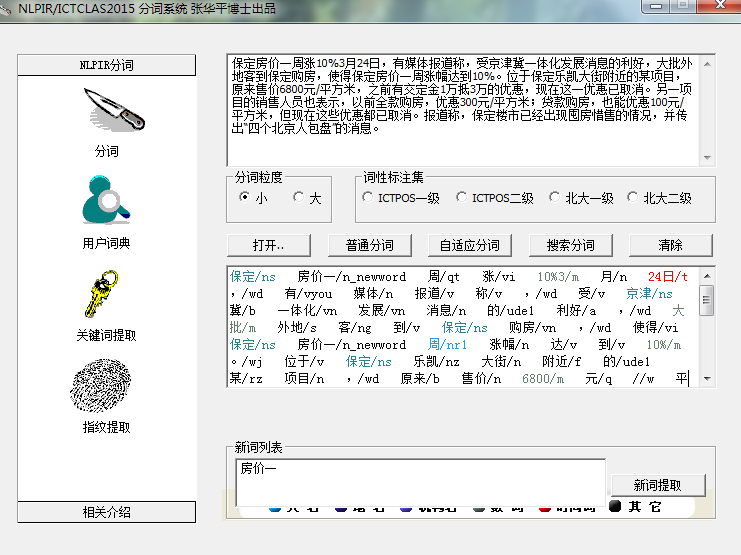 NLPIR/ICTCLAS2015 分词系统 张华平博士出品
NLPIR分词
分词
用户词典
关键词提取
指纹提取
相关介绍
保定房价一周涨10%3月24日，有媒体报道称，受京津冀一体化发展消息的利好，大批外
地客到保定购房，使得保定房价一周涨幅达到10%。位于保定乐凯大街附近的某项目，
原来售价6800元/平方米，之前有交定金1万抵3万的优惠，现在这一优惠已取消。另一项
目的销售人员也表示，以前全款购房，优惠300元/平方米；贷款购房，也能优惠100元/
平方米，但现在这些优惠都已取消。报道称，保定楼市已经出现囤房惜售的情况，并传
出"四个北京人包盘"的消息。
分词粒度
小 大
词性标注集
ICTPOS一级 ICTPOS二级 北大一级 北大二级
打开.. 普通分词 自适应分词 搜索分词 清除
保定/ns 房价一/n_newword 周/qt 涨/vi 10%3/m 月/n 24日/t
，/wd 有/vyou 媒体/n 报道/v 称/v ，/wd 受/v 京津/ns
冀/b 一体化/vn 发展/vn 消息/n 的/ude1 利好/a ，/wd 大
批/m 外地/s 客/ng 到/v 保定/ns 购房/vn ，/wd 使得/vi
保定/ns 房价一/n_newword 周/nr1 涨幅/n 达/v 到/v 10%/m
。/wj 位于/v 保定/ns 乐凯/nz 大街/n 附近/f 的/ude1
某/rz 项目/n ，/wd 原来/b 售价/n 6800/m 元/q //w 平
新词列表
房价一
新词提取
人 名 地 名 机构名 数 词 时间词 其 它